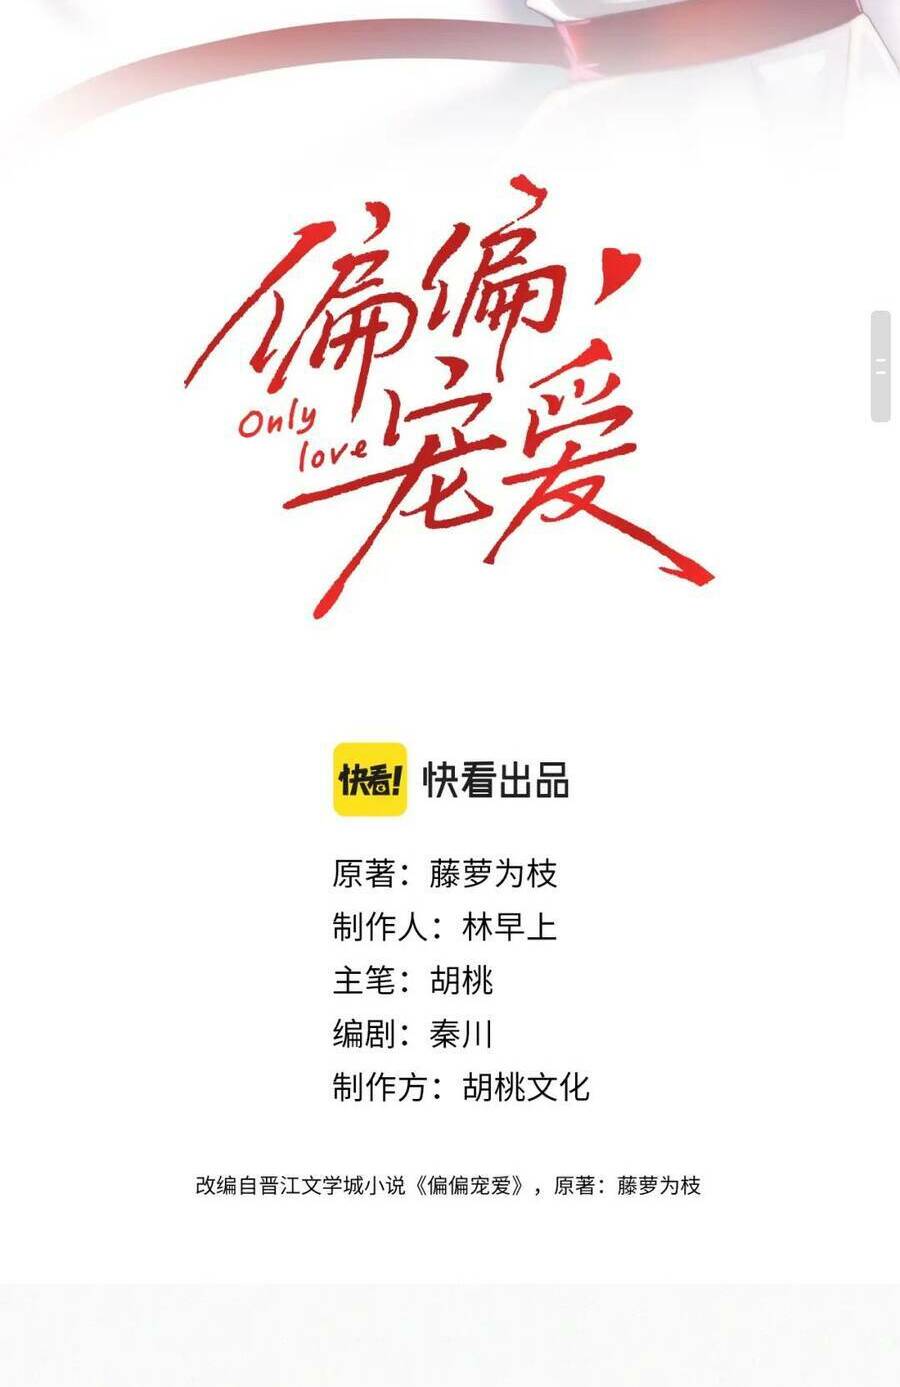 偏偏
Only
love
宠爱
快看!
快看出品
原著：藤萝为枝
制作人：林早上
主笔：胡桃
编剧：秦川
制作方：胡桃文化
改编自晋江文学城小说《偏偏宠爱》，原著：藤萝为枝